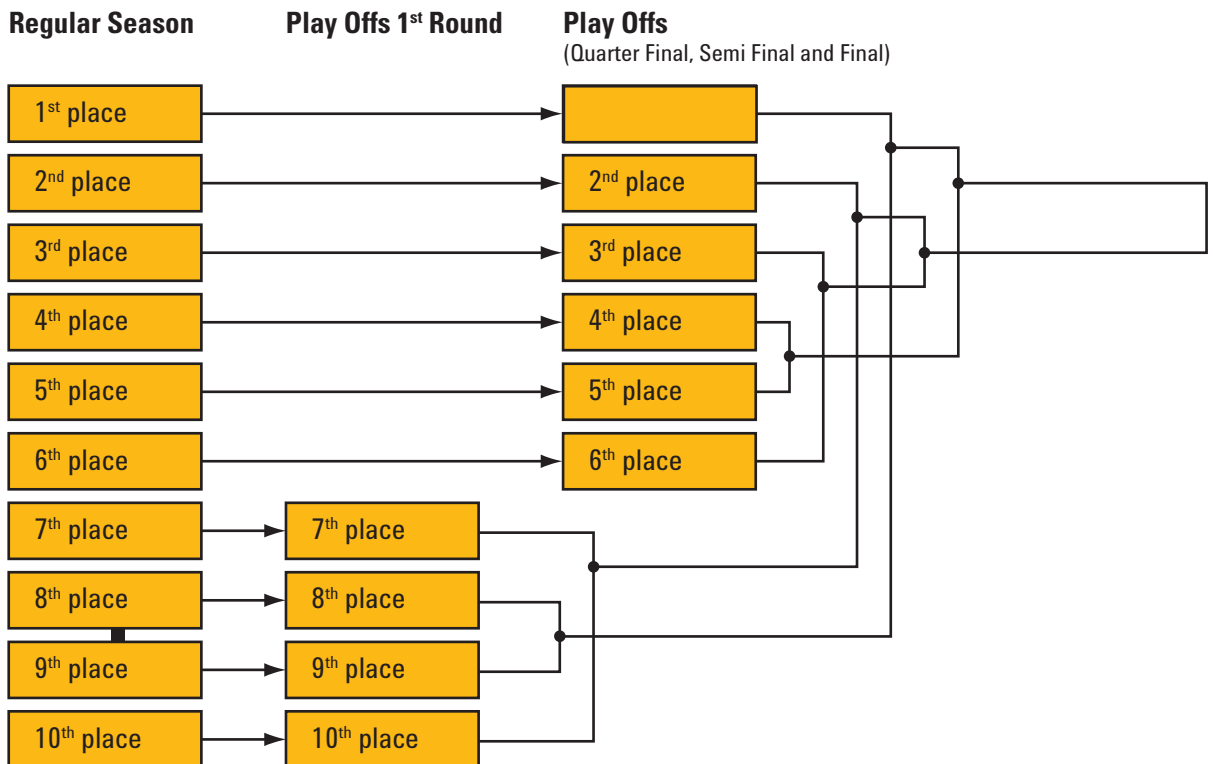 Regular Season Play Offs 1st Round Play Offs
(Quarter Final, Semi Final and Final)
1st place
2nd place 2nd place
3rd place 3rd place
4th place 4th place
5th place 5th place
6th place 6th place
7th place 7th place
8th place 8th place
9th place 9th place
10th place 10th place